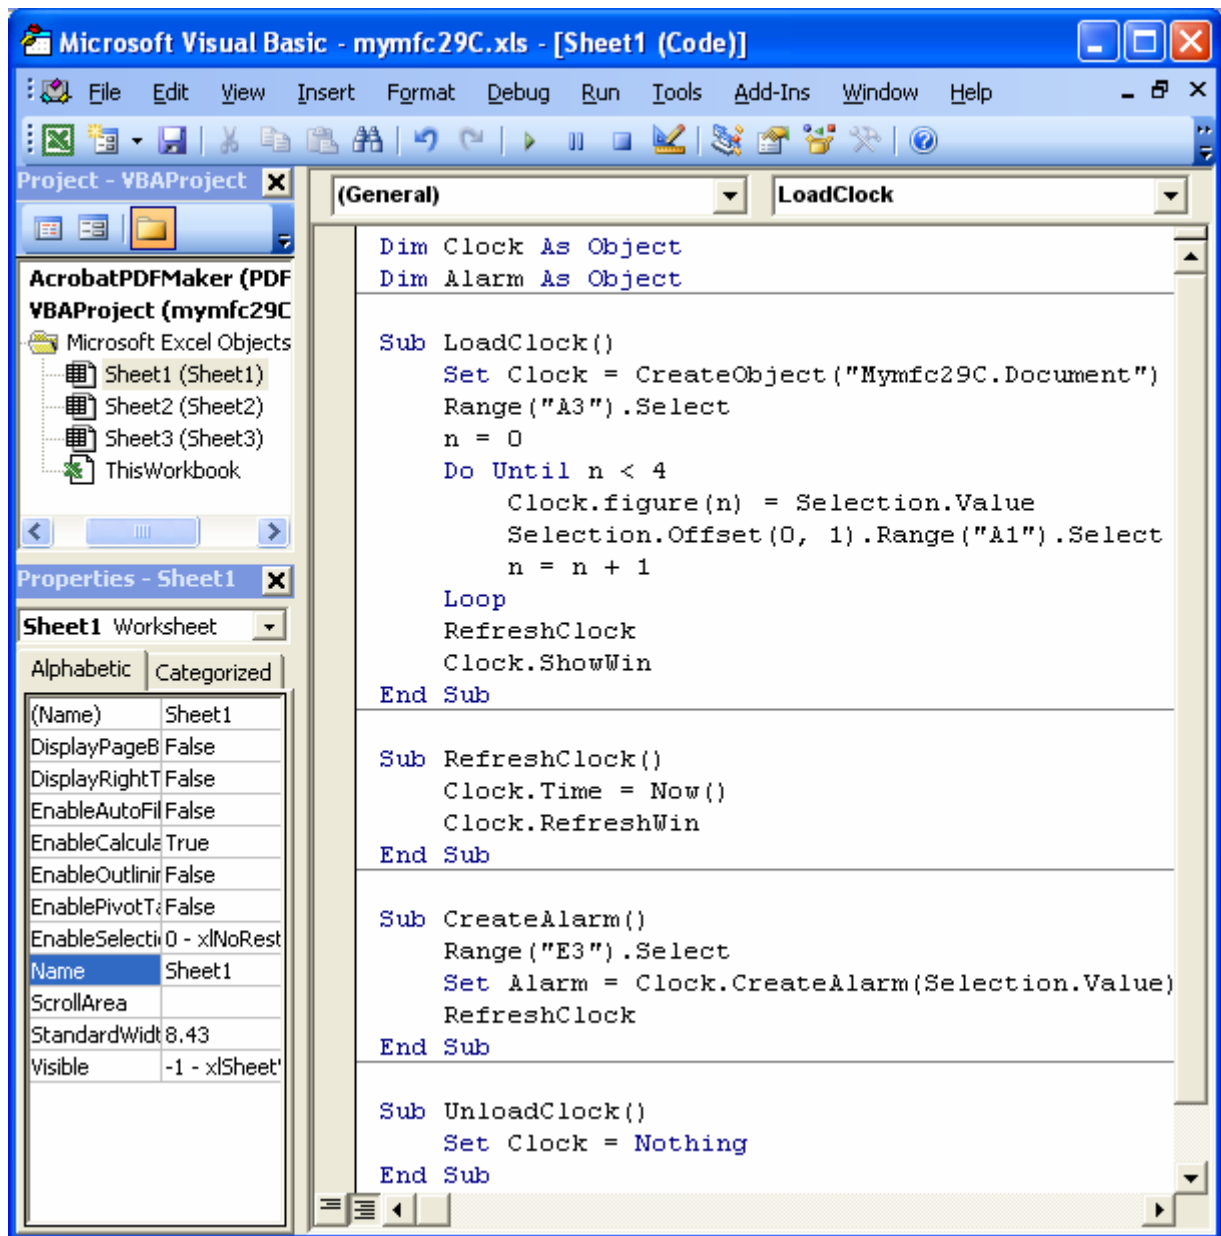 Microsoft Visual Basic - mymfc29C.xls - [Sheet1 (Code)]
File Edit View Insert Format Debug Run Tools Add-Ins Window Help
Project - VBAProject
AcrobatPDFMaker (PDF
VBAProject (mymfc29C
Microsoft Excel Objects
Sheet1 (Sheet1)
Sheet2 (Sheet2)
Sheet3 (Sheet3)
ThisWorkbook
Properties - Sheet1
Sheet1 Worksheet
Alphabetic Categorized
(Name) Sheet1
DisplayPageB False
DisplayRightT False
EnableAutoFil False
EnableCalcula True
EnableOutlinir False
EnablePivotTa False
EnableSelecti 0 - xlNoRest
Name Sheet1
ScrollArea
StandardWidt 8.43
Visible -1 - xlSheet'
(General) LoadClock
Dim Clock As Object
Dim Alarm As Object
Sub LoadClock()
Set Clock = CreateObject("Mymfc29C.Document")
Range("A3").Select
n = 0
Do Until n < 4
Clock.figure(n) = Selection.Value
Selection.Offset(0, 1).Range("A1").Select
n = n + 1
Loop
RefreshClock
Clock.ShowWin
End Sub
Sub RefreshClock()
Clock.Time = Now()
Clock.RefreshWin
End Sub
Sub CreateAlarm()
Range("E3").Select
Set Alarm = Clock.CreateAlarm(Selection.Value)
RefreshClock
End Sub
Sub UnloadClock()
Set Clock = Nothing
End Sub